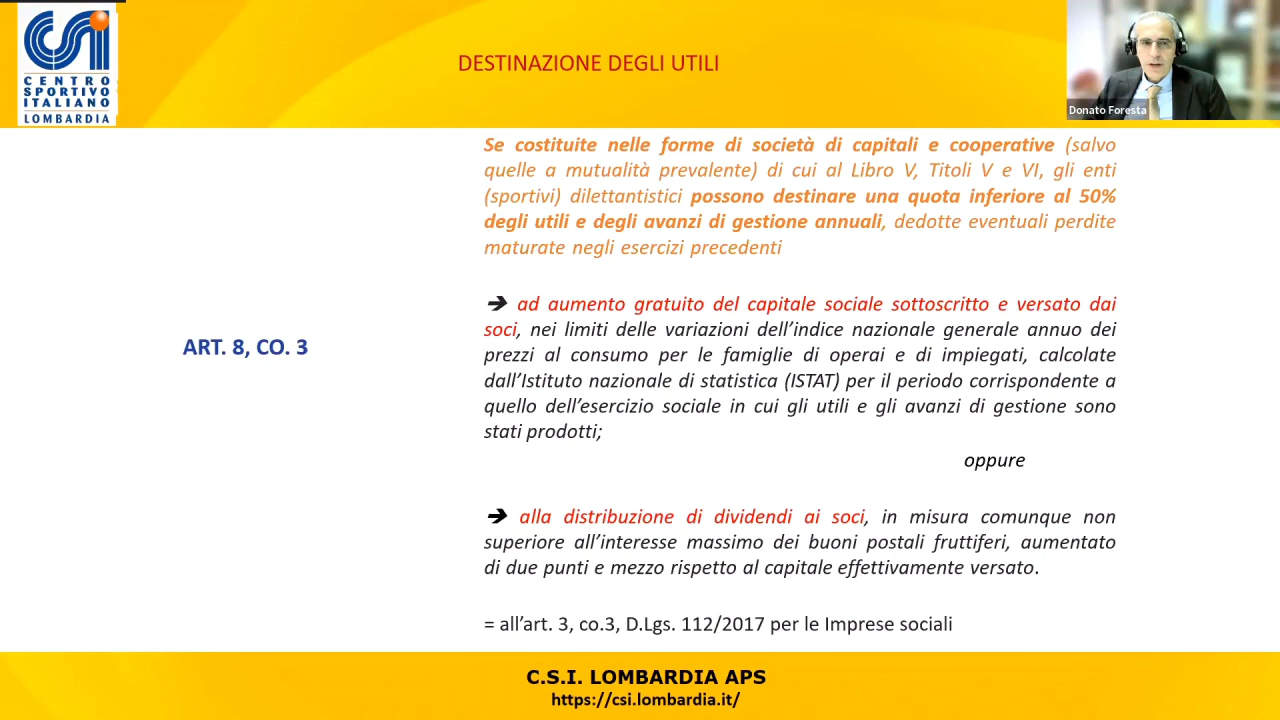 CENTRO
SPORTIVO
ITALIANO
LOMBARDIA
DESTINAZIONE DEGLI UTILI
Donato Foresta
ART. 8, CO. 3
Se costituite nelle forme di società di capitali e cooperative (salvo
quelle a mutualità prevalente) di cui al Libro V, Titoli V e VI, gli enti
(sportivi) dilettantistici possono destinare una quota inferiore al 50%
degli utili e degli avanzi di gestione annuali, dedotte eventuali perdite
maturate negli esercizi precedenti
➔ ad aumento gratuito del capitale sociale sottoscritto e versato dai
soci, nei limiti delle variazioni dell’indice nazionale generale annuo dei
prezzi al consumo per le famiglie di operai e di impiegati, calcolate
dall’Istituto nazionale di statistica (ISTAT) per il periodo corrispondente a
quello dell’esercizio sociale in cui gli utili e gli avanzi di gestione sono
stati prodotti;
oppure
➔ alla distribuzione di dividendi ai soci, in misura comunque non
superiore all’interesse massimo dei buoni postali fruttiferi, aumentato
di due punti e mezzo rispetto al capitale effettivamente versato.
= all’art. 3, co.3, D.Lgs. 112/2017 per le Imprese sociali
C.S.I. LOMBARDIA APS
https://csi.lombardia.it/